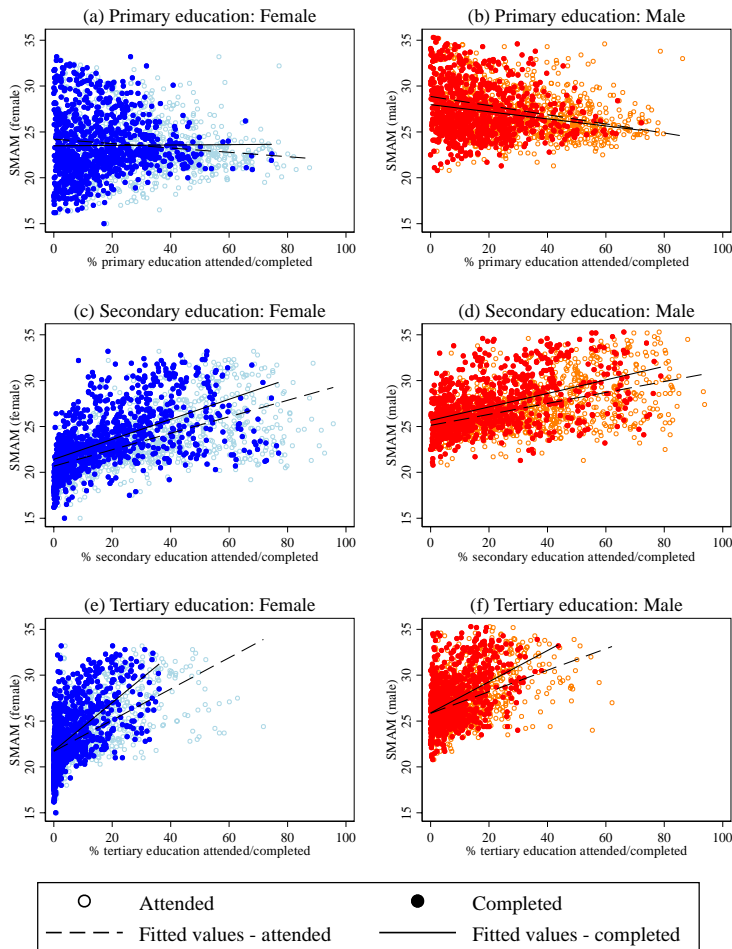 (a) Primary education: Female
SMAM (female)
15 20 25 30 35
0 20 40 60 80 100
% primary education attended/completed
(b) Primary education: Male
SMAM (male)
15 20 25 30 35
0 20 40 60 80 100
% primary education attended/completed
(c) Secondary education: Female
SMAM (female)
15 20 25 30 35
0 20 40 60 80 100
% secondary education attended/completed
(d) Secondary education: Male
SMAM (male)
15 20 25 30 35
0 20 40 60 80 100
% secondary education attended/completed
(e) Tertiary education: Female
SMAM (female)
15 20 25 30 35
0 20 40 60 80 100
% tertiary education attended/completed
(f) Tertiary education: Male
SMAM (male)
15 20 25 30 35
0 20 40 60 80 100
% tertiary education attended/completed
Attended
Completed
Fitted values - attended
Fitted values - completed